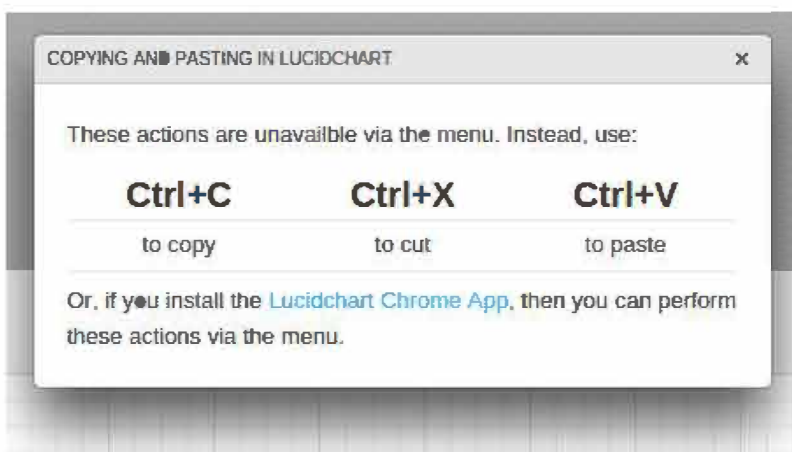 COPYING AND PASTING IN LUCIDCHART ×
These actions are unavailble via the menu. Instead, use:
Ctrl+C Ctrl+X Ctrl+V
to copy to cut to paste
Or, if you install the Lucidchart Chrome App, then you can perform
these actions via the menu.